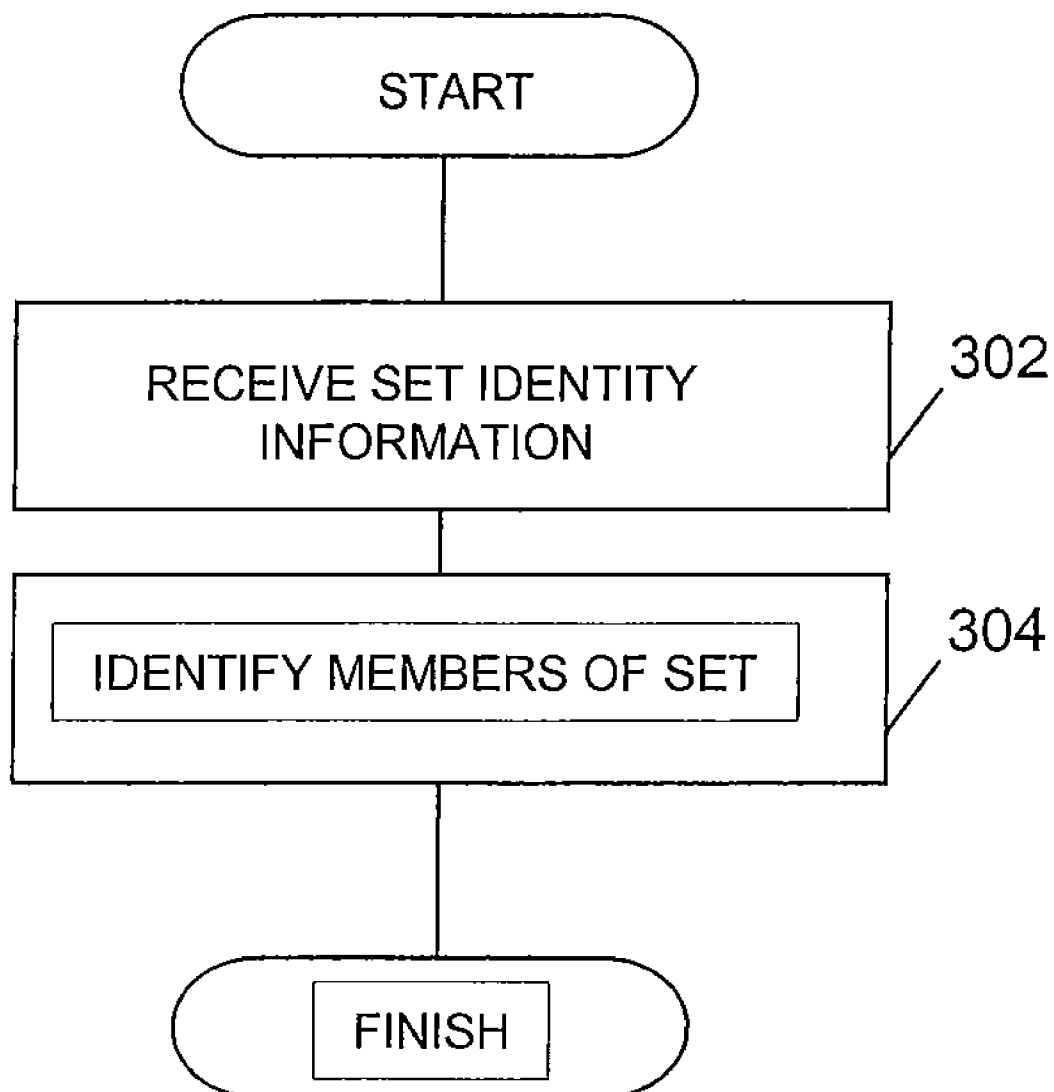 START
RECEIVE SET IDENTITY
INFORMATION
302
IDENTIFY MEMBERS OF SET
304
FINISH